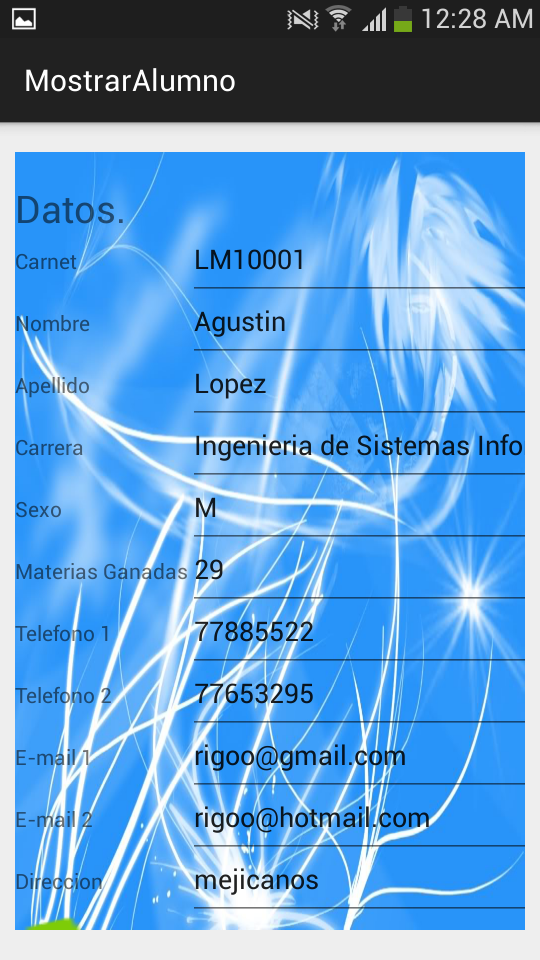 12:28 AM
MostrarAlumno
Datos.
Carnet LM10001
Nombre Agustin
Apellido Lopez
Carrera Ingenieria de Sistemas Info
Sexo M
Materias Ganadas 29
Telefono 1 77885522
Telefono 2 77653295
E-mail 1 rigoo@gmail.com
E-mail 2 rigoo@hotmail.com
Direccion mejicanos